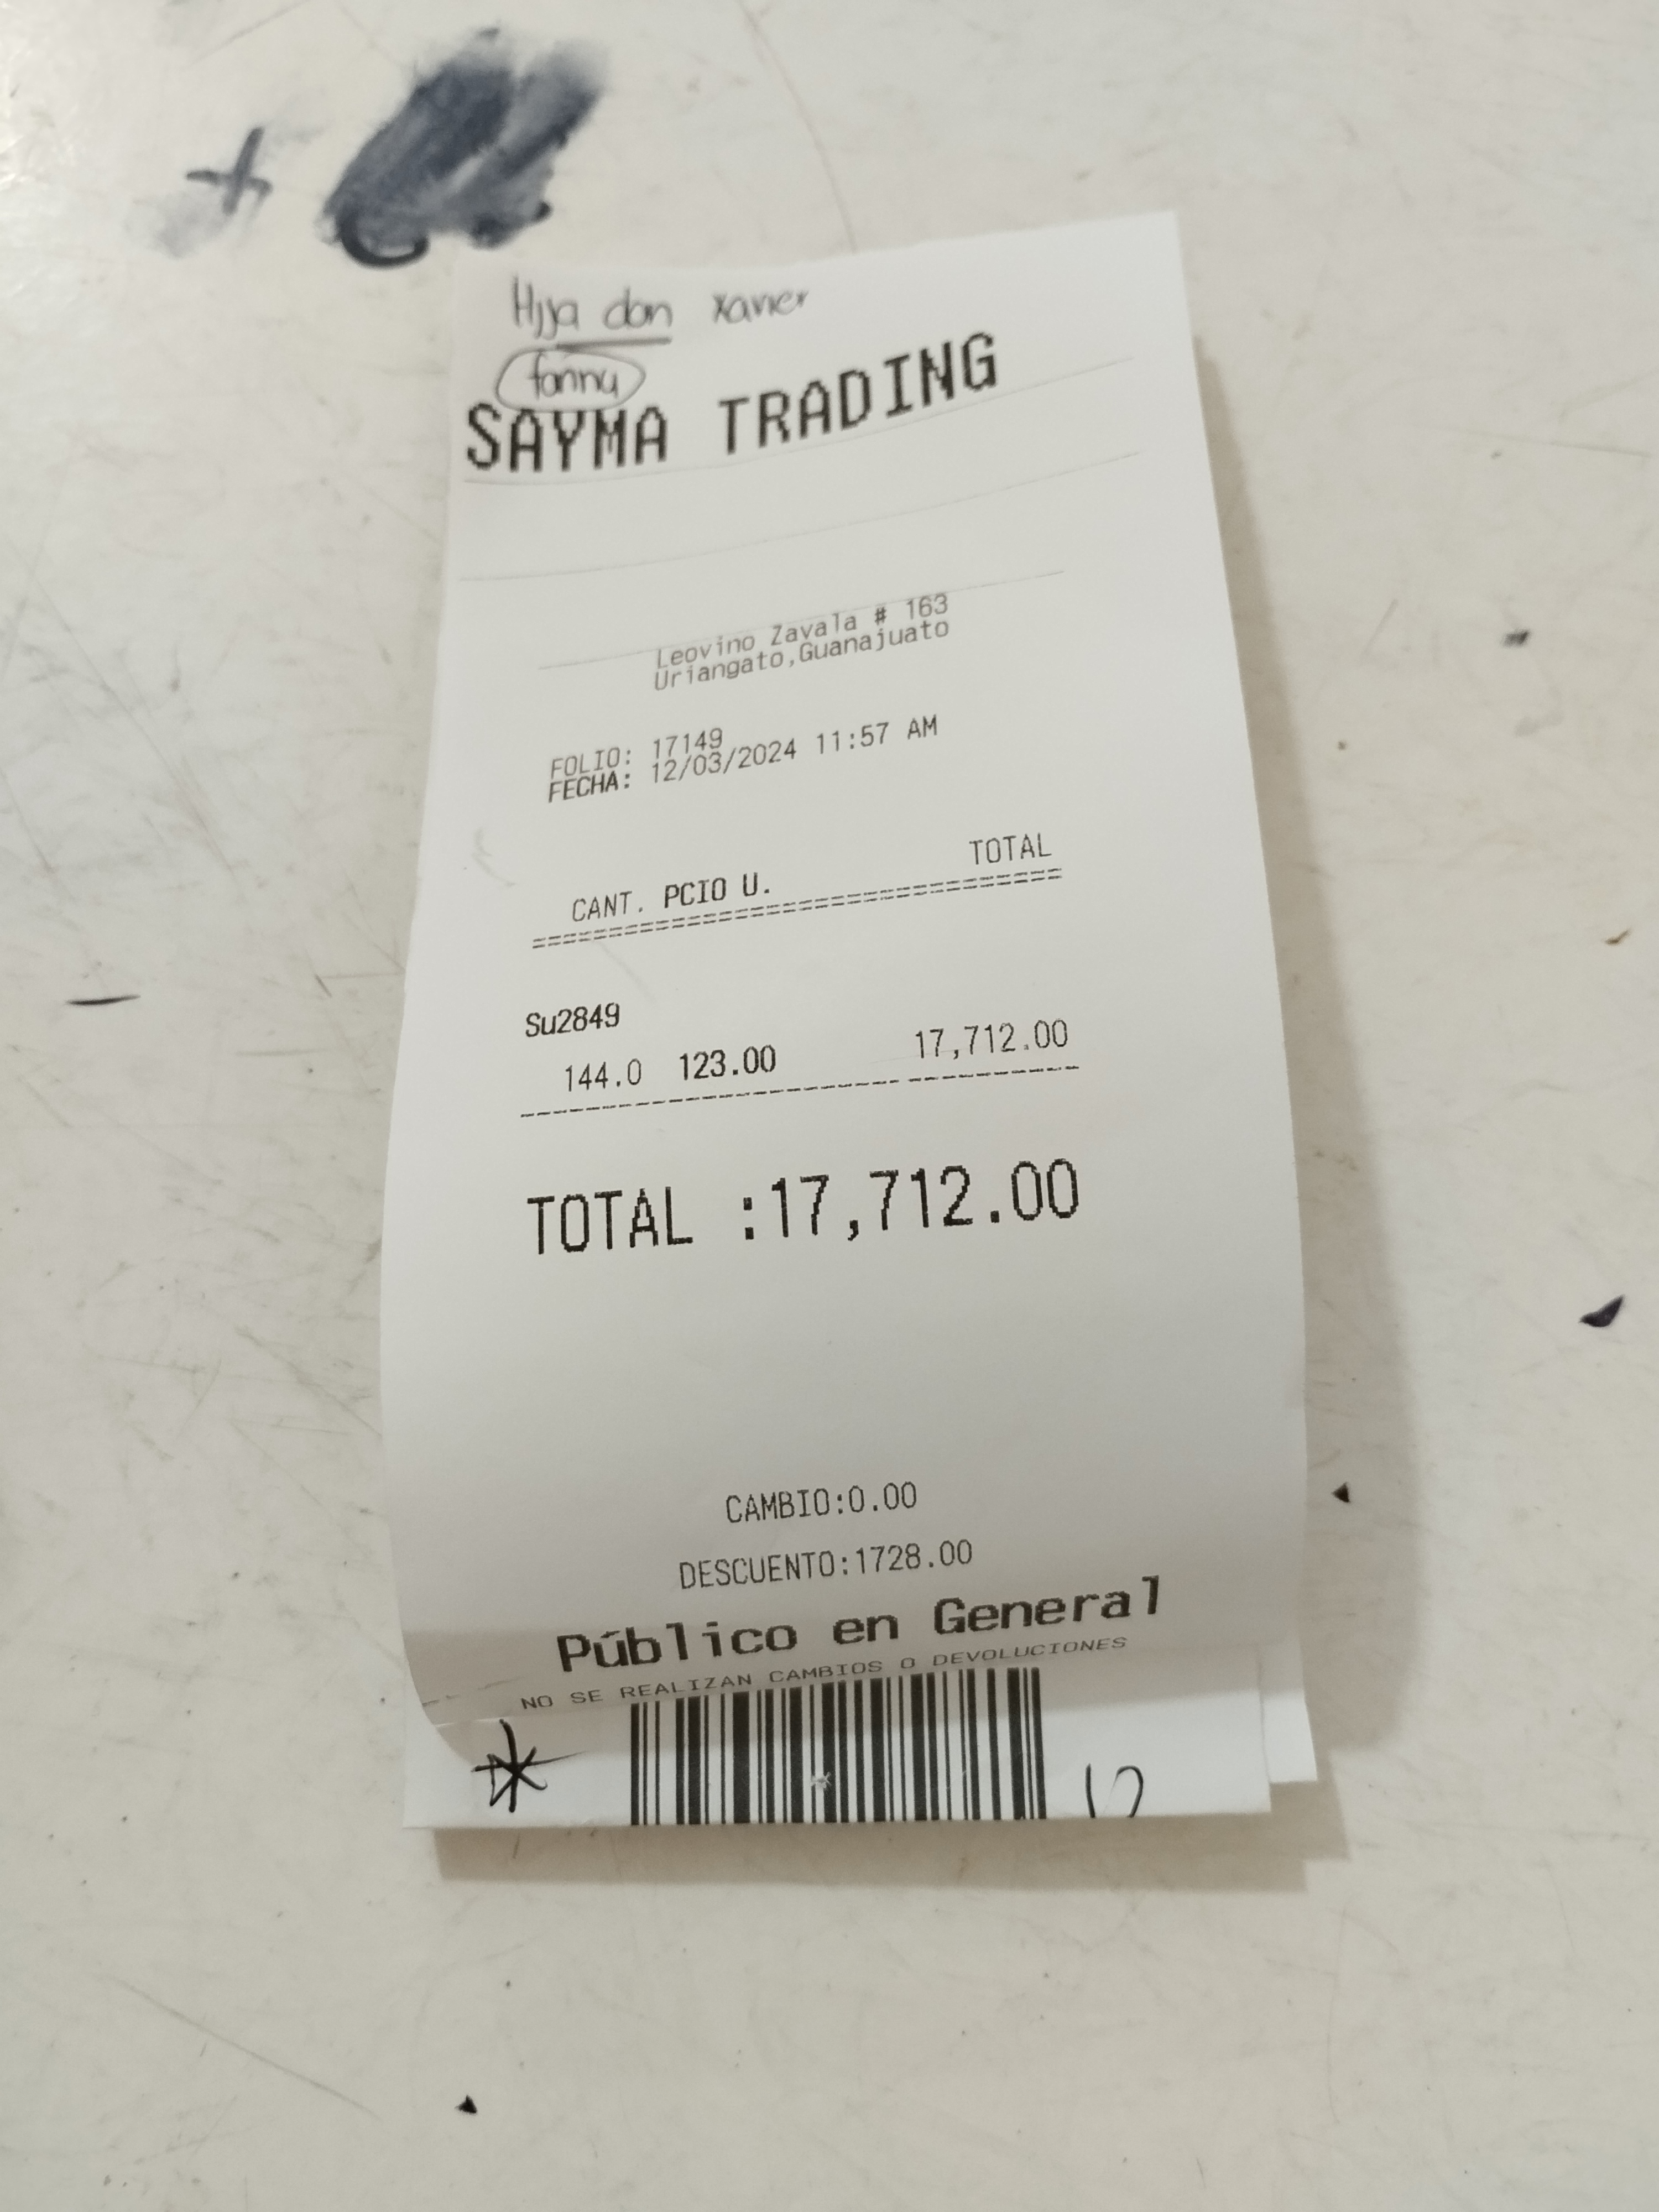 Hija don xavier
fanny
SAYMA TRADING
Leovino Zavala # 163
Uriangato,Guanajuato
FOLIO: 17149
FECHA: 12/03/2024 11:57 AM
CANT. PCIO U. TOTAL
==========================================
Su2849
144.0 123.00 17,712.00
------------------------------------------
TOTAL :17,712.00
CAMBIO:0.00
DESCUENTO:1728.00
Público en General
NO SE REALIZAN CAMBIOS O DEVOLUCIONES